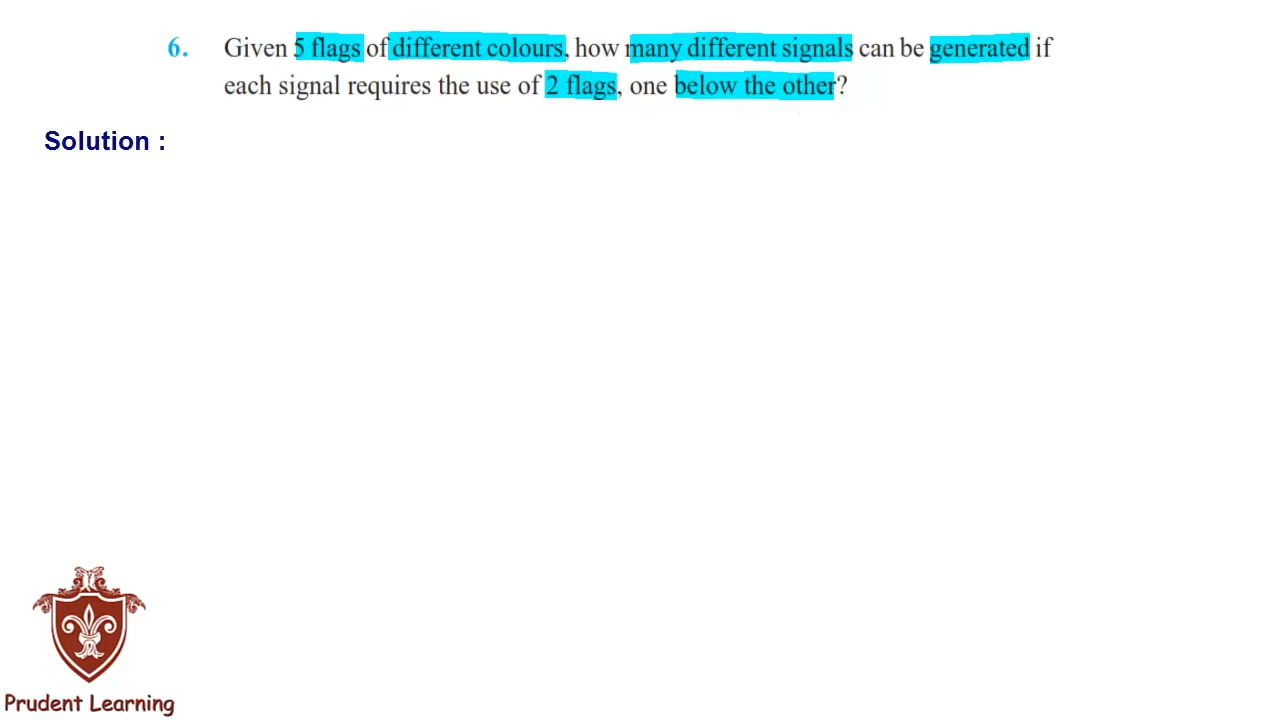 6. Given 5 flags of different colours, how many different signals can be generated if
each signal requires the use of 2 flags, one below the other?
Solution :
Prudent Learning